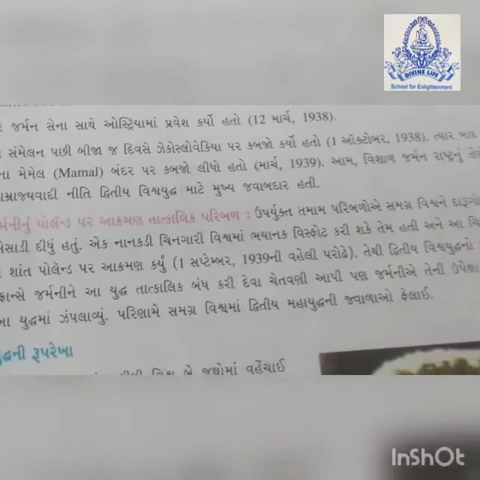 DIVINE LIFE
School for Enlightenment
જર્મન સેના સાથે ઓસ્ટ્રિયામાં પ્રવેશ કર્યો હતો (12 માર્ચ, 1938).
સંમેલન પછી બીજા જ દિવસે ઝેકોસ્લોવેકિયા પર કબજો કર્યો હતો (1 ઑક્ટોબર, 1938). ત્યાર બાદ
મેમેલ (Mamal) બંદર પર કબજો લીધો હતો (માર્ચ, 1939). આમ, વિશાળ જર્મન રાષ્ટ્રનું
મ્રાજ્યવાદી નીતિ દ્વિતીય વિશ્વયુદ્ધ માટે મુખ્ય જવાબદાર હતી.
ર્મનીનું પોલૅન્ડ પર આક્રમણ તાત્કાલિક પરિબળ : ઉપર્યુક્ત તમામ પરિબળોએ સમગ્ર વિશ્વને
બેસાડી દીધું હતું. એક નાનકડી ચિનગારી વિશ્વમાં ભયાનક વિસ્ફોટ કરી શકે તેમ હતી અને આ
શાંત પોલૅન્ડ પર આક્રમણ કર્યું (1 સપ્ટેમ્બર, 1939ની વહેલી પરોઢે). તેથી દ્વિતીય વિશ્વયુદ્ધનો
ફ્રાન્સે જર્મનીને આ યુદ્ધ તાત્કાલિક બંધ કરી દેવા ચેતવણી આપી પણ જર્મનીએ તેની ઉપેક્ષા
આ યુદ્ધમાં ઝંપલાવ્યું. પરિણામે સમગ્ર વિશ્વમાં દ્વિતીય મહાયુદ્ધની જ્વાળાઓ ફેલાઈ.
દ્ધની રૂપરેખા
બે જૂથોમાં વહેંચાઈ
InShOt